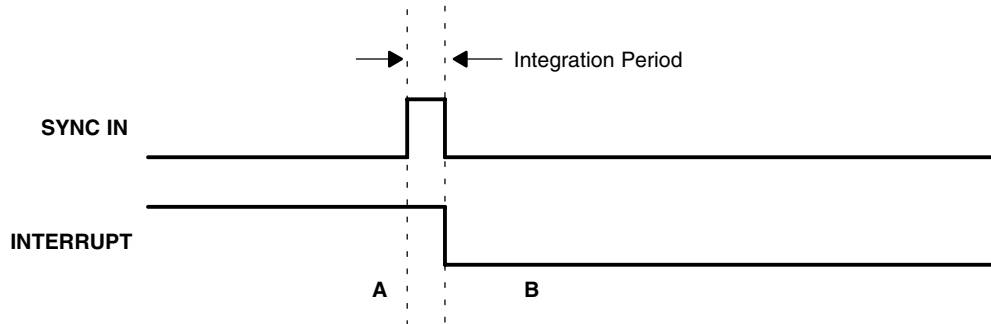 Integration Period
SYNC IN
INTERRUPT
A
B